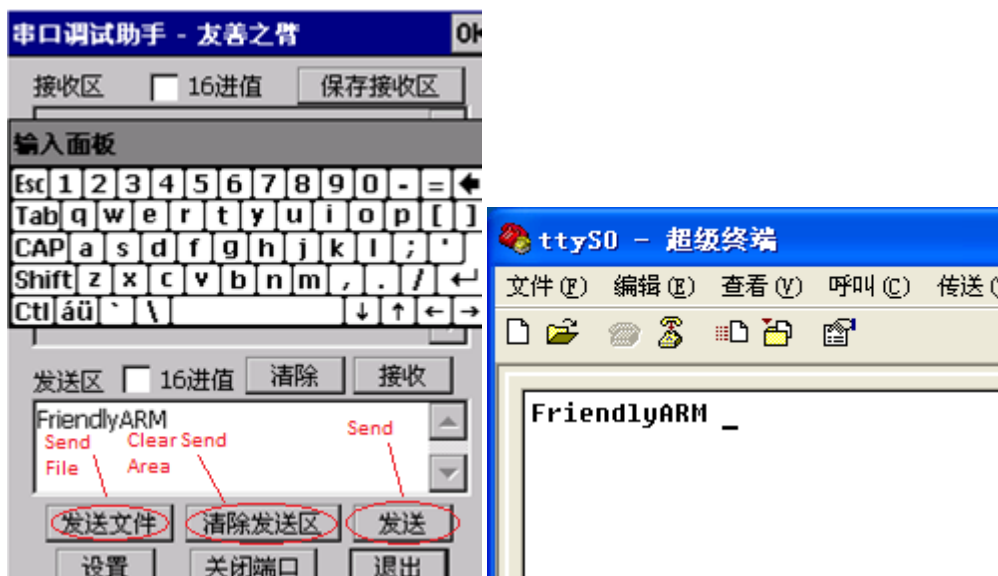 串口调试助手 - 友善之臂 OK
接收区 16进值 保存接收区
输入面板
Esc 1 2 3 4 5 6 7 8 9 0 - =
Tab q w e r t y u i o p [ ]
CAP a s d f g h j k l ; '
Shift z x c v b n m , . /
Ctl áü ` \ ↓ ↑ ← →
发送区 16进值 清除 接收
FriendlyARM
Send File
Clear Send Area
Send
发送文件 清除发送区 发送
设置 关闭端口 退出
ttyS0 - 超级终端
文件(F) 编辑(E) 查看(V) 呼叫(C) 传送(
FriendlyARM _